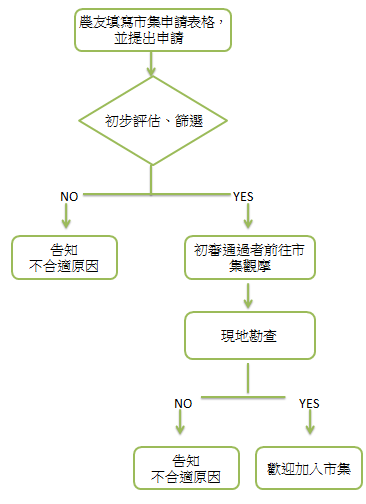 農友填寫市集申請表格，
並提出申請
初步評估、篩選
NO
YES
告知
不合適原因
初審通過者前往市
集觀摩
現地勘查
NO
YES
告知
不合適原因
歡迎加入市集